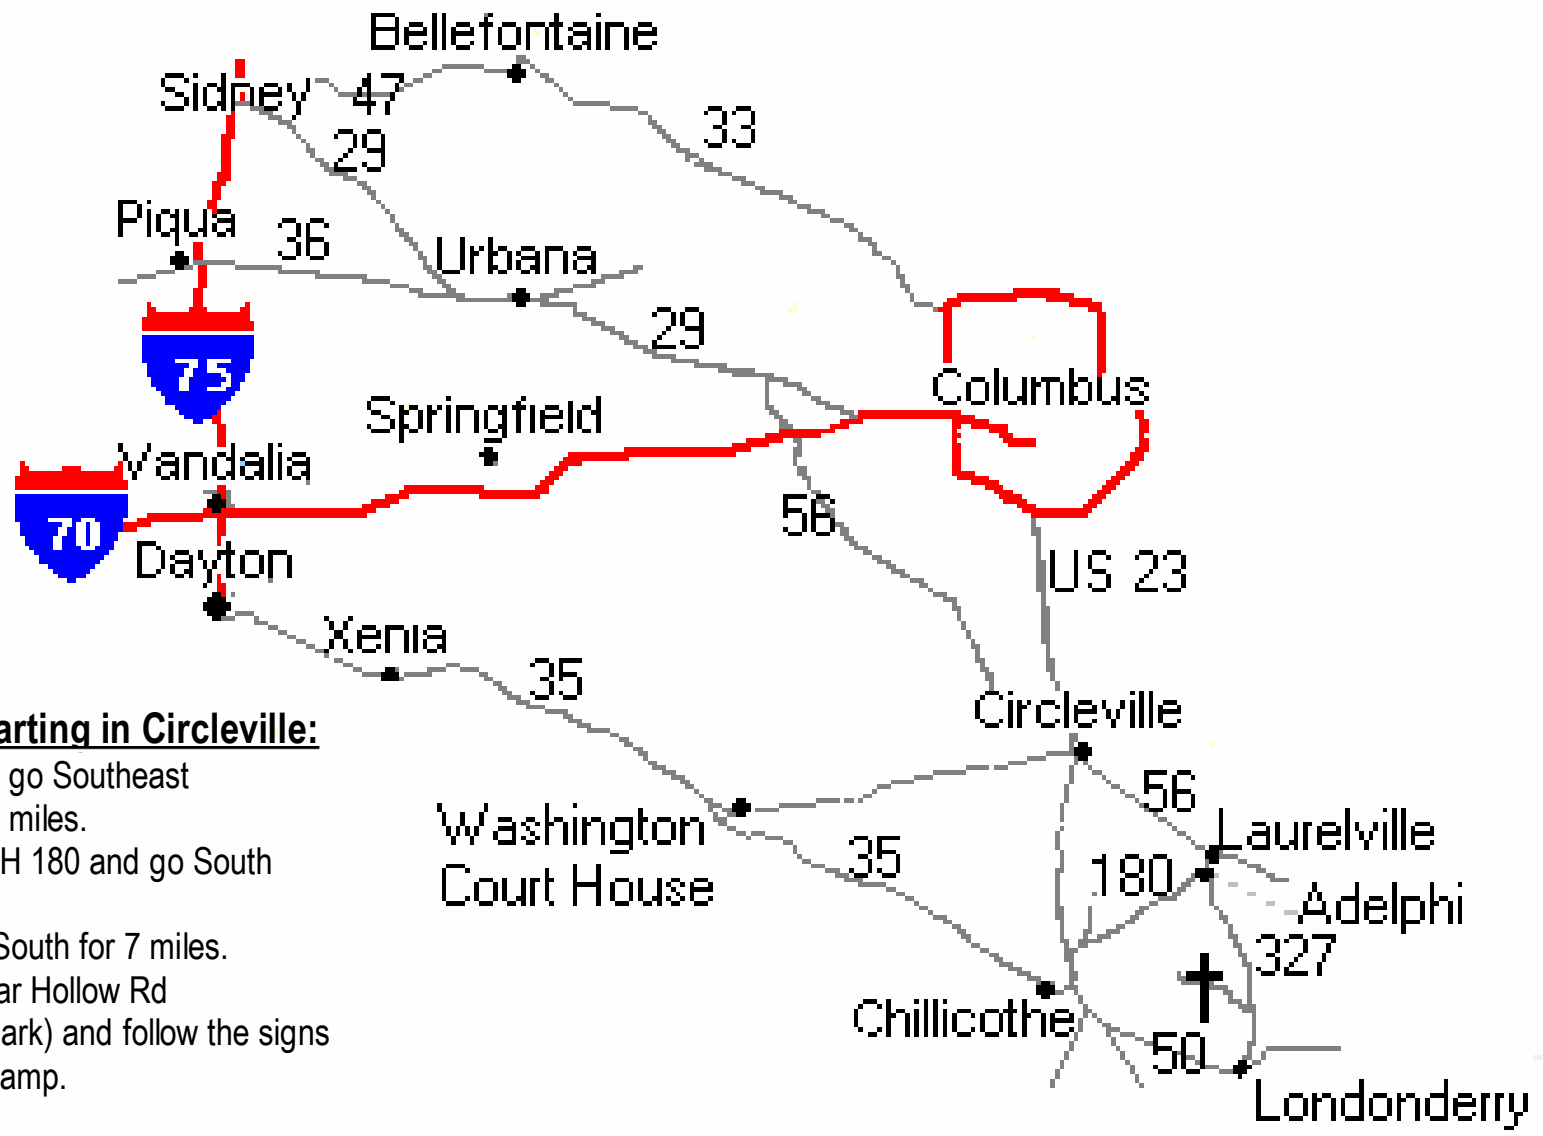 Bellefontaine
Sidney
47
33
29
Piqua
36
Urbana
29
75
Columbus
Springfield
Vandalia
70
56
Dayton
US 23
Xenia
35
Circleville
arting in Circleville:
go Southeast
miles.
H 180 and go South
South for 7 miles.
ar Hollow Rd
ark) and follow the signs
amp.
56
Washington
Court House
Laurelville
35
180
Adelphi
327
Chillicothe
50
Londonderry